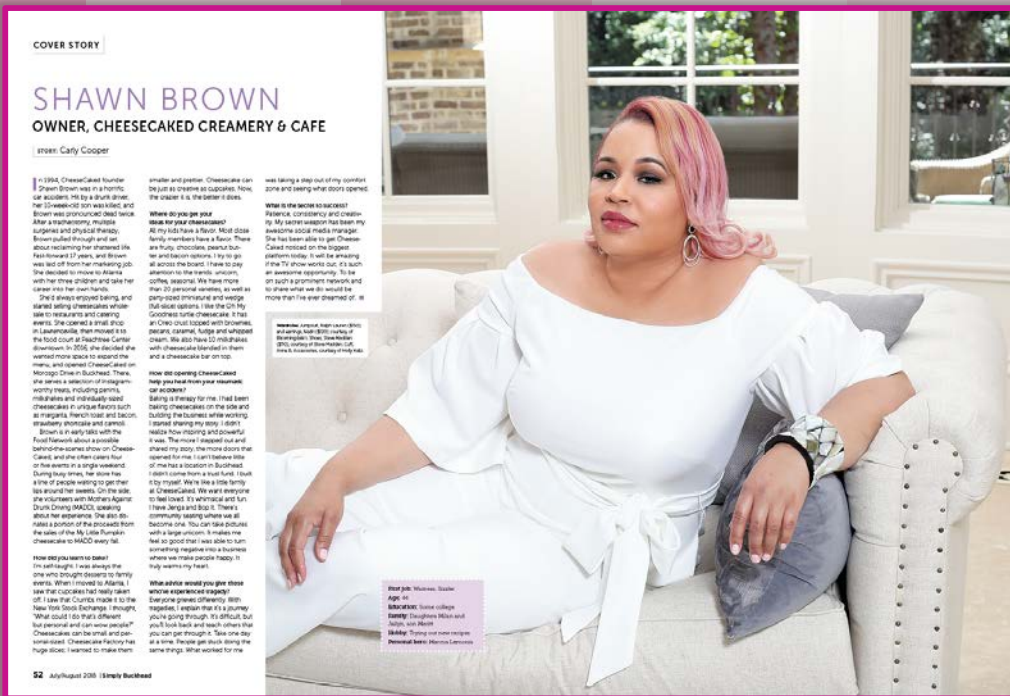 COVER STORY
SHAWN BROWN
OWNER, CHEESECAKED CREAMERY & CAFE
STORY: Carly Cooper
In 1994, CheeseCaked founder
Shawn Brown was in a horrific
car accident. Hit by a drunk driver,
her 10-week-old son was killed, and
Brown was pronounced dead twice.
After a tracheotomy, multiple
surgeries and physical therapy,
Brown pulled through and set
about reclaiming her shattered life.
Fast-forward 17 years, and Brown
was laid off from her marketing job.
She decided to move to Atlanta
with her three children and take her
career into her own hands.
She'd always enjoyed baking, and
started selling cheesecakes whole-
sale to restaurants and catering
events. She opened a small shop
in Lawrenceville, then moved it to
the food court at Peachtree Center
downtown. In 2016, she decided she
wanted more space to expand the
menu, and opened CheeseCaked on
Morosgo Drive in Buckhead. There,
she serves a selection of Instagram-
worthy treats, including paninis,
milkshakes and individually-sized
cheesecakes in unique flavors such
as margarita, French toast and bacon,
strawberry shortcake and cannoli.
Brown is in early talks with the
Food Network about a possible
behind-the-scenes show on Cheese-
Caked, and she often caters four
or five events in a single weekend.
During busy times, her store has
a line of people waiting to get their
lips around her sweets. On the side,
she volunteers with Mothers Against
Drunk Driving (MADD), speaking
about her experience. She also do-
nates a portion of the proceeds from
the sales of the My Little Pumpkin
cheesecake to MADD every fall.
How did you learn to bake?
I'm self-taught. I was always the
one who brought desserts to family
events. When I moved to Atlanta, I
saw that cupcakes had really taken
off. I saw that Crumbs made it to the
New York Stock Exchange. I thought,
"What could I do that's different
but personal and can wow people?"
Cheesecakes can be small and per-
sonal-sized. Cheesecake Factory has
huge slices; I wanted to make them
smaller and prettier. Cheesecake can
be just as creative as cupcakes. Now,
the crazier it is, the better it does.
Where do you get your
ideas for your cheesecakes?
All my kids have a flavor. Most close
family members have a flavor. There
are fruity, chocolate, peanut but-
ter and bacon options. I try to go
all across the board. I have to pay
attention to the trends: unicorn,
coffee, seasonal. We have more
than 20 personal varieties, as well as
party-sized (miniature) and wedge
(full-slice) options. I like the Oh My
Goodness turtle cheesecake. It has
an Oreo crust topped with brownies,
pecans, caramel, fudge and whipped
cream. We also have 10 milkshakes
with cheesecake blended in them
and a cheesecake bar on top.
How did opening CheeseCaked
help you heal from your traumatic
car accident?
Baking is therapy for me. I had been
baking cheesecakes on the side and
building the business while working.
I started sharing my story. I didn't
realize how inspiring and powerful
it was. The more I stepped out and
shared my story, the more doors that
opened for me. I can't believe little
ol' me has a location in Buckhead.
I didn't come from a trust fund. I built
it by myself. We're like a little family
at CheeseCaked. We want everyone
to feel loved. It's whimsical and fun.
I have Jenga and Bop It. There's
community seating where we all
become one. You can take pictures
with a large unicorn. It makes me
feel so good that I was able to turn
something negative into a business
where we make people happy. It
truly warms my heart.
What advice would you give those
who've experienced tragedy?
Everyone grieves differently. With
tragedies, I explain that it's a journey
you're going through. It's difficult, but
you'll look back and teach others that
you can get through it. Take one day
at a time. People get stuck doing the
same things. What worked for me
was taking a step out of my comfort
zone and seeing what doors opened.
What is the secret to success?
Patience, consistency and creativ-
ity. My secret weapon has been my
awesome social media manager.
She has been able to get Cheese-
Caked noticed on the biggest
platform today. It will be amazing
if the TV show works out; it's such
an awesome opportunity. To be
on such a prominent network and
to share what we do would be
more than I've ever dreamed of.
First job: Waitress, Sizzler
Education: Some college
Family: Daughters Milan and
Hobby: Trying out new recipes
Personal hero:
52 July/August 2018 | Simply Buckhead